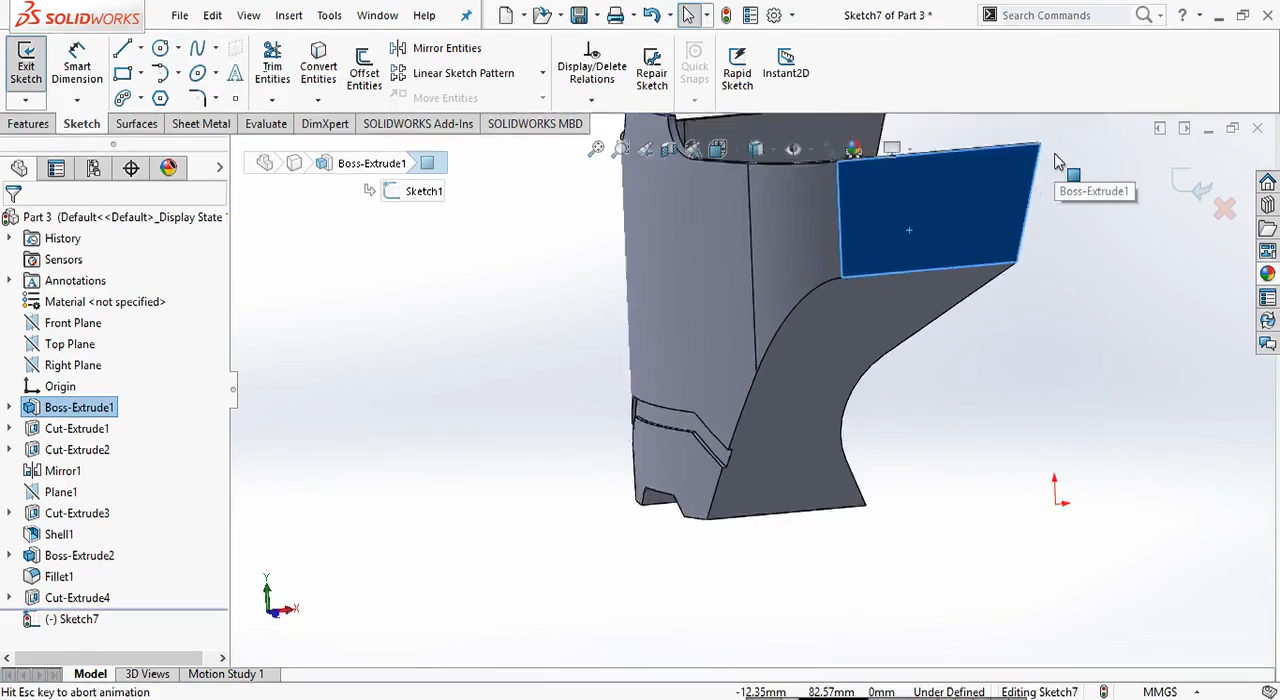 SOLIDWORKS File Edit View Insert Tools Window Help Sketch7 of Part 3 * Search Commands ?
Exit Sketch
Smart Dimension
Trim Entities
Convert Entities
Offset Entities
Mirror Entities
Linear Sketch Pattern
Move Entities
Display/Delete Relations
Repair Sketch
Quick Snaps
Rapid Sketch
Instant2D
Features Sketch Surfaces Sheet Metal Evaluate DimXpert SOLIDWORKS Add-Ins SOLIDWORKS MBD
Boss-Extrude1
Sketch1
Boss-Extrude1
Part 3 (Default<<Default>_Display State
History
Sensors
Annotations
Material <not specified>
Front Plane
Top Plane
Right Plane
Origin
Boss-Extrude1
Cut-Extrude1
Cut-Extrude2
Mirror1
Plane1
Cut-Extrude3
Shell1
Boss-Extrude2
Fillet1
Cut-Extrude4
(-) Sketch7
Y
X
Model 3D Views Motion Study 1
Hit Esc key to abort animation -12.35mm 82.57mm 0mm Under Defined Editing Sketch7 MMGS